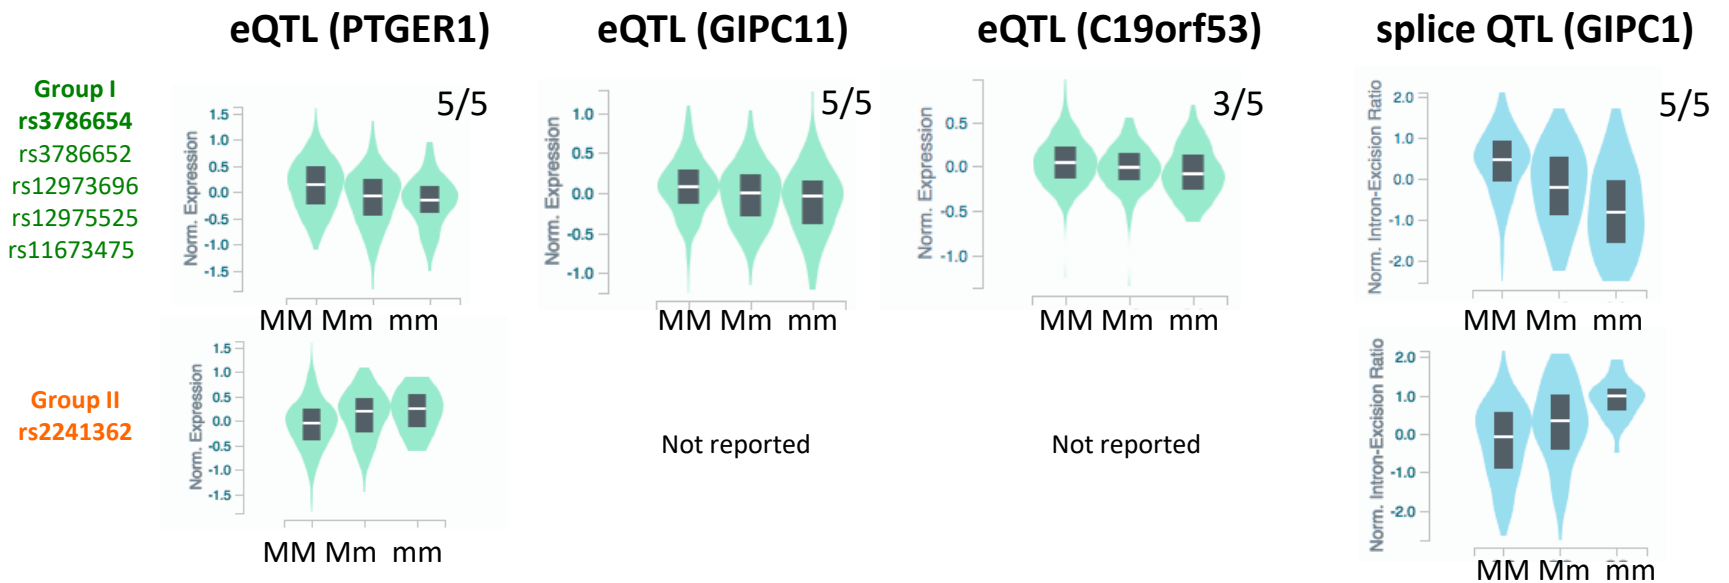 eQTL (PTGER1) eQTL (GIPC11) eQTL (C19orf53) splice QTL (GIPC1)
Group I
rs3786654
rs3786652
rs12973696
rs12975525
rs11673475
5/5
Norm. Expression
1.5
1.0
0.5
0.0
-0.5
-1.0
-1.5
MM Mm mm
5/5
1.0
0.5
0.0
-0.5
-1.0
Norm. Expression
MM Mm mm
3/5
Norm. Expression
0.5
0.0
-0.5
-1.0
MM Mm mm
5/5
Norm. Intron-Excision Ratio
2.0
1.0
0.0
-1.0
-2.0
MM Mm mm
Group II
rs2241362
Norm. Expression
1.5
1.0
0.5
0.0
-0.5
-1.0
-1.5
MM Mm mm
Not reported
Not reported
Norm. Intron-Excision Ratio
2.0
1.0
0.0
-1.0
-2.0
MM Mm mm